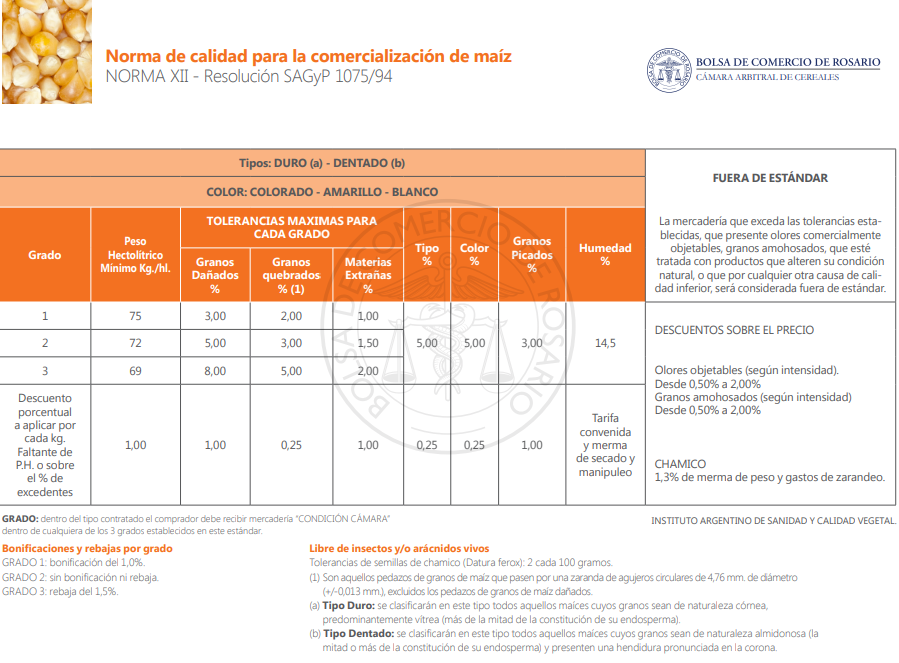 Norma de calidad para la comercialización de maíz
NORMA XII - Resolución SAGyP 1075/94
BOLSA DE COMERCIO DE ROSARIO
CÁMARA ARBITRAL DE CEREALES
Tipos: DURO (a) - DENTADO (b)
COLOR: COLORADO - AMARILLO - BLANCO
Grado
Peso
Hectolítrico
Mínimo Kg./hl.
TOLERANCIAS MAXIMAS PARA
CADA GRADO
Granos
Dañados
%
Granos
quebrados
% (1)
Materias
Extrañas
%
Tipo
%
Color
%
Granos
Picados
%
Humedad
%
1 75 3,00 2,00 1,00
2 72 5,00 3,00 1,50 5,00 5,00 3,00 14,5
3 69 8,00 5,00 2,00
Descuento
porcentual
a aplicar por
cada kg.
Faltante de
P.H. o sobre
el % de
excedentes
1,00 1,00 0,25 1,00 0,25 0,25 1,00
Tarifa
convenida
y merma
de secado y
manipuleo
FUERA DE ESTÁNDAR
La mercadería que exceda las tolerancias esta-
blecidas, que presente olores comercialmente
objetables, granos amohosados, que esté
tratada con productos que alteren su condición
natural, o que por cualquier otra causa de cali-
dad inferior, será considerada fuera de estándar.
DESCUENTOS SOBRE EL PRECIO
Olores objetables (según intensidad).
Desde 0,50% a 2,00%
Granos amohosados (según intensidad)
Desde 0,50% a 2,00%
CHAMICO
1,3% de merma de peso y gastos de zarandeo.
BOLSA DE COMERCIO DE ROSARIO
GRADO: dentro del tipo contratado el comprador debe recibir mercadería "CONDICIÓN CÁMARA"
dentro de cualquiera de los 3 grados establecidos en este estándar.
INSTITUTO ARGENTINO DE SANIDAD Y CALIDAD VEGETAL.
Bonificaciones y rebajas por grado
GRADO 1: bonificación del 1,0%.
GRADO 2: sin bonificación ni rebaja.
GRADO 3: rebaja del 1,5%.
Libre de insectos y/o arácnidos vivos
Tolerancias de semillas de chamico (Datura ferox): 2 cada 100 gramos.
(1) Son aquellos pedazos de granos de maíz que pasen por una zaranda de agujeros circulares de 4,76 mm. de diámetro
(+/-0,013 mm.), excluidos los pedazos de granos de maíz dañados.
(a) Tipo Duro: se clasificarán en este tipo todos aquellos maíces cuyos granos sean de naturaleza córnea,
predominantemente vítrea (más de la mitad de la constitución de su endosperma).
(b) Tipo Dentado: se clasificarán en este tipo todos aquellos maíces cuyos granos sean de naturaleza almidonosa (la
mitad o más de la constitución de su endosperma) y presenten una hendidura pronunciada en la corona.